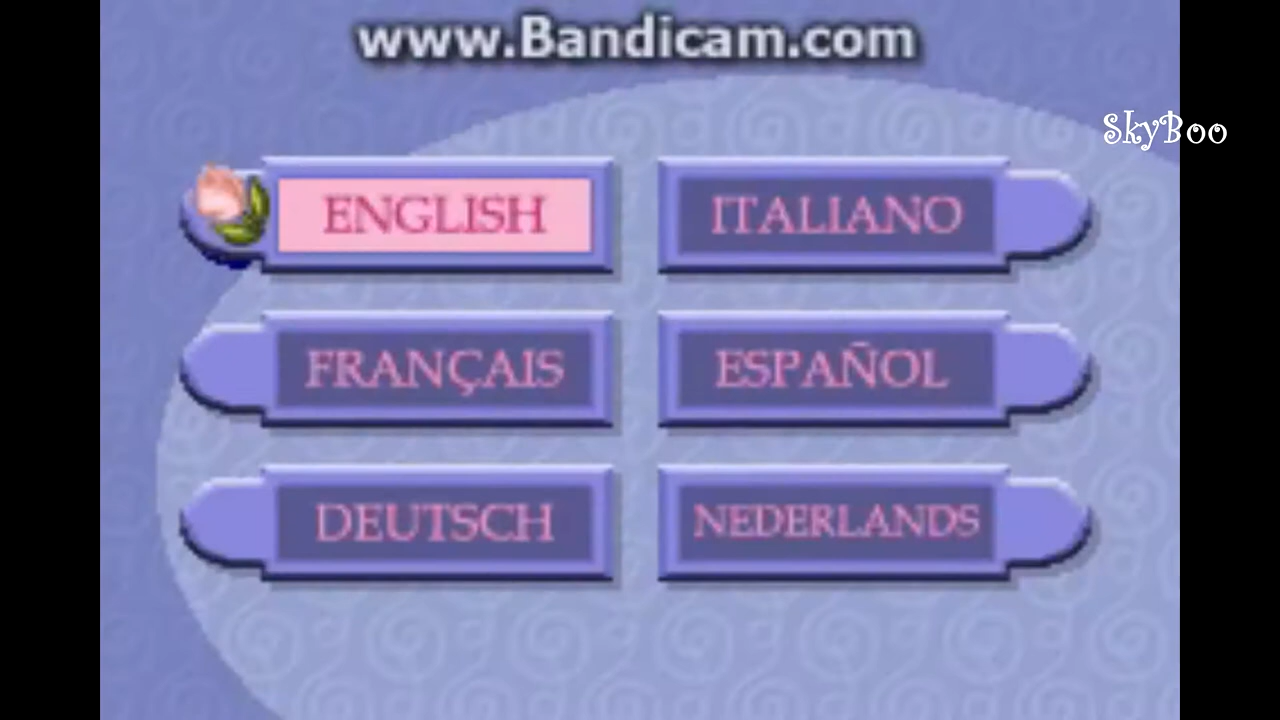 www.Bandicam.com
SkyBoo
ENGLISH
ITALIANO
FRANÇAIS
ESPAÑOL
DEUTSCH
NEDERLANDS